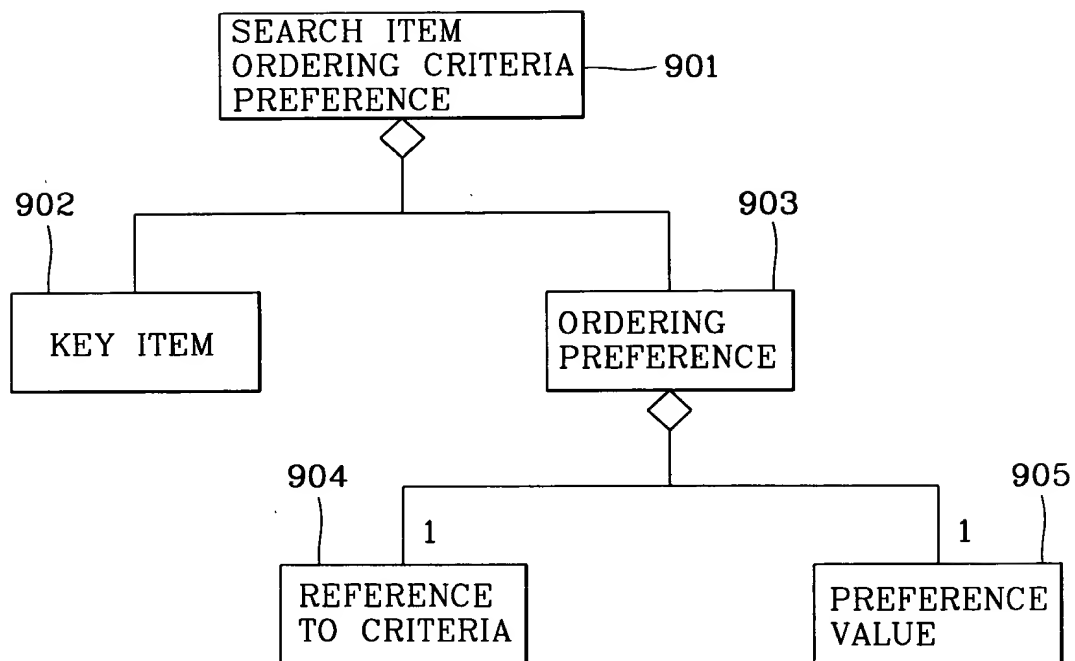 SEARCH ITEM
ORDERING CRITERIA
PREFERENCE
901
902
903
KEY ITEM
ORDERING
PREFERENCE
904
905
1
1
REFERENCE
TO CRITERIA
PREFERENCE
VALUE